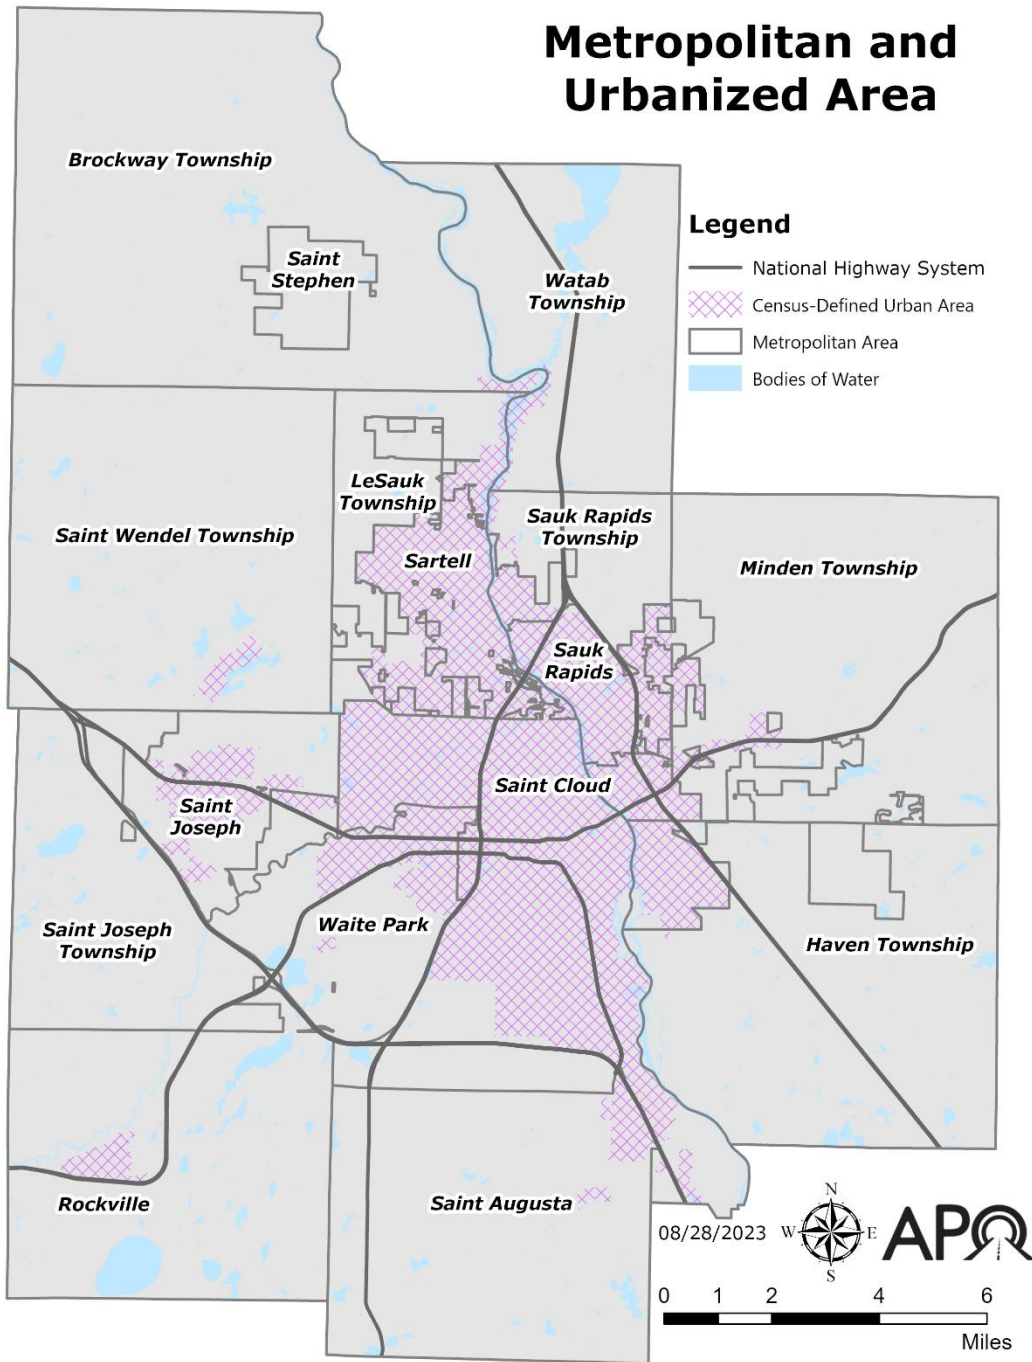 Metropolitan and
Urbanized Area
Brockway Township
Saint
Stephen
Watab
Township
Legend
National Highway System
Census-Defined Urban Area
Metropolitan Area
Bodies of Water
LeSauk
Township
Saint Wendel Township
Sartell
Sauk Rapids
Township
Minden Township
Sauk
Rapids
Saint Cloud
Saint
Joseph
Waite Park
Saint Joseph
Township
Haven Township
Rockville
Saint Augusta
08/28/2023
N
W
E
S
APO
0 1 2 4 6
Miles